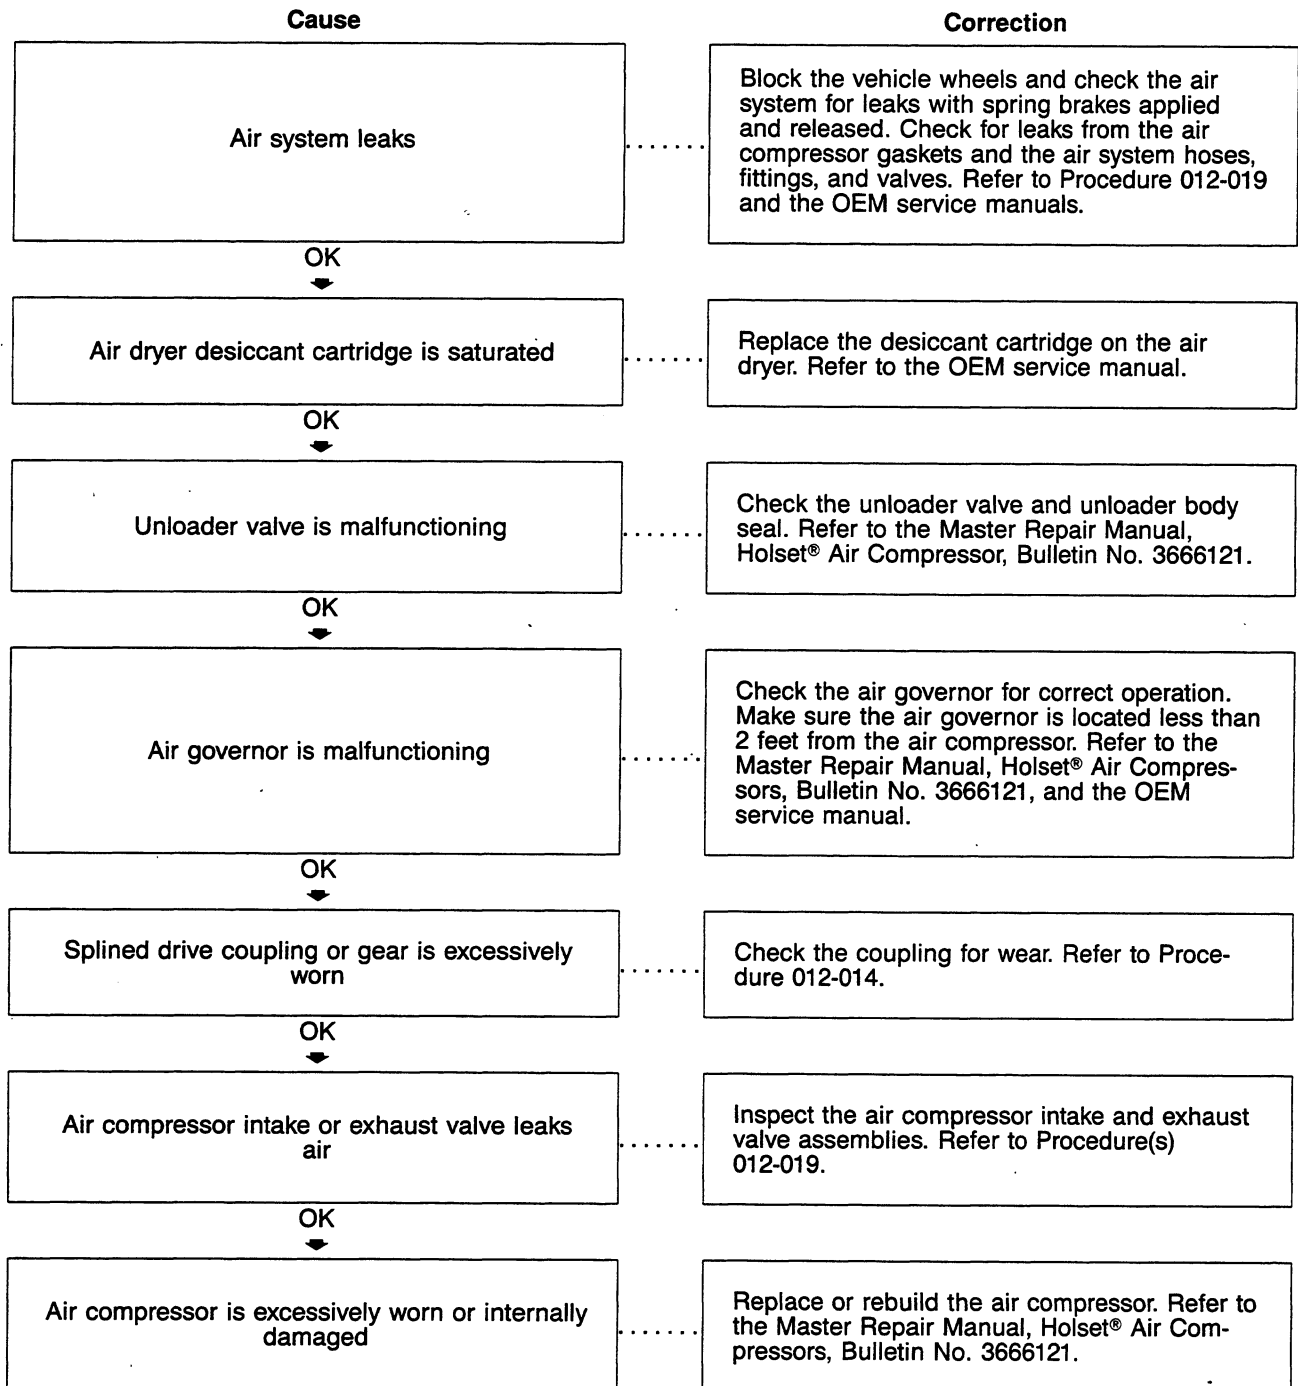 Cause
Correction
Air system leaks
Block the vehicle wheels and check the air
system for leaks with spring brakes applied
and released. Check for leaks from the air
compressor gaskets and the air system hoses,
fittings, and valves. Refer to Procedure 012-019
and the OEM service manuals.
OK
Air dryer desiccant cartridge is saturated
Replace the desiccant cartridge on the air
dryer. Refer to the OEM service manual.
OK
Unloader valve is malfunctioning
Check the unloader valve and unloader body
seal. Refer to the Master Repair Manual,
Holset® Air Compressor, Bulletin No. 3666121.
OK
Air governor is malfunctioning
Check the air governor for correct operation.
Make sure the air governor is located less than
2 feet from the air compressor. Refer to the
Master Repair Manual, Holset® Air Compres-
sors, Bulletin No. 3666121, and the OEM
service manual.
OK
Splined drive coupling or gear is excessively
worn
Check the coupling for wear. Refer to Proce-
dure 012-014.
OK
Air compressor intake or exhaust valve leaks
air
Inspect the air compressor intake and exhaust
valve assemblies. Refer to Procedure(s)
012-019.
OK
Air compressor is excessively worn or internally
damaged
Replace or rebuild the air compressor. Refer to
the Master Repair Manual, Holset® Air Com-
pressors, Bulletin No. 3666121.